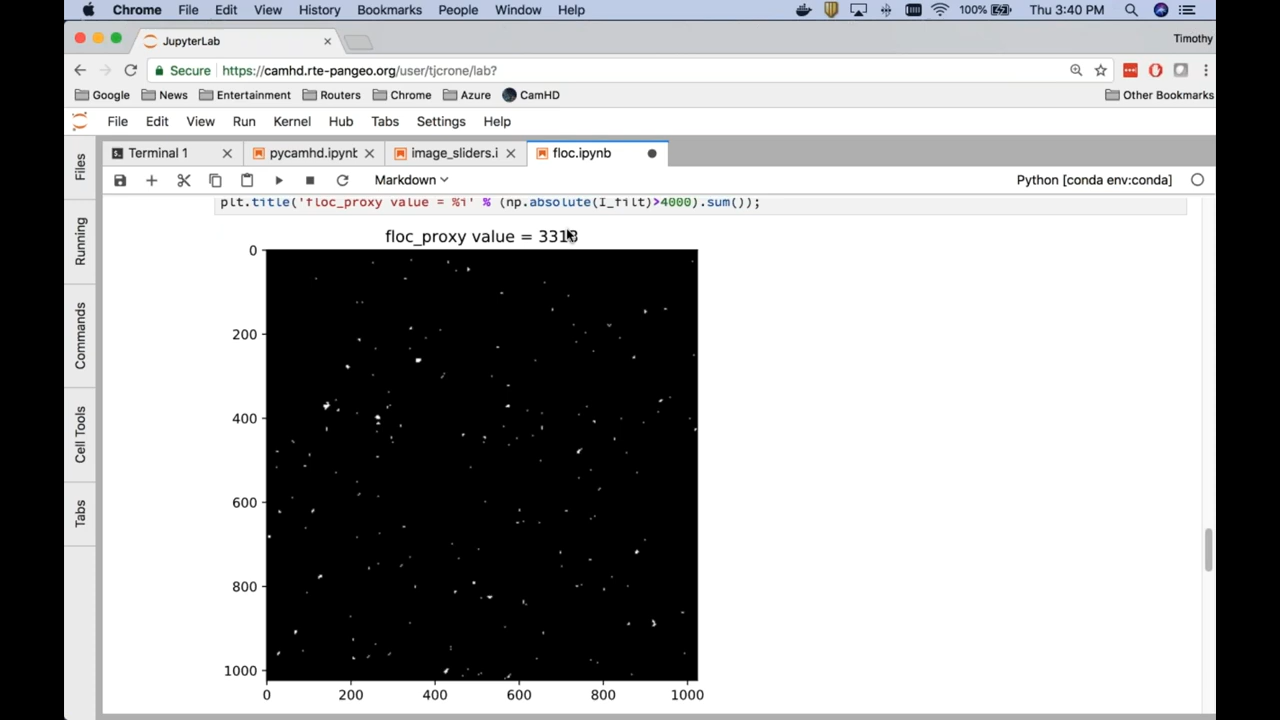 Chrome File Edit View History Bookmarks People Window Help 100% Thu 3:40 PM
JupyterLab Timothy
Secure https://camhd.rte-pangeo.org/user/tjcrone/lab?
Google News Entertainment Routers Chrome Azure CamHD Other Bookmarks
File Edit View Run Kernel Hub Tabs Settings Help
Files
Running
Commands
Cell Tools
Tabs
Terminal 1 pycamhd.ipynb image_sliders.i floc.ipynb
Markdown Python [conda env:conda]
plt.title('floc_proxy value = %i' % (np.absolute(I_filt)>4000).sum());
floc_proxy value = 3313
0
200
400
600
800
1000
0 200 400 600 800 1000